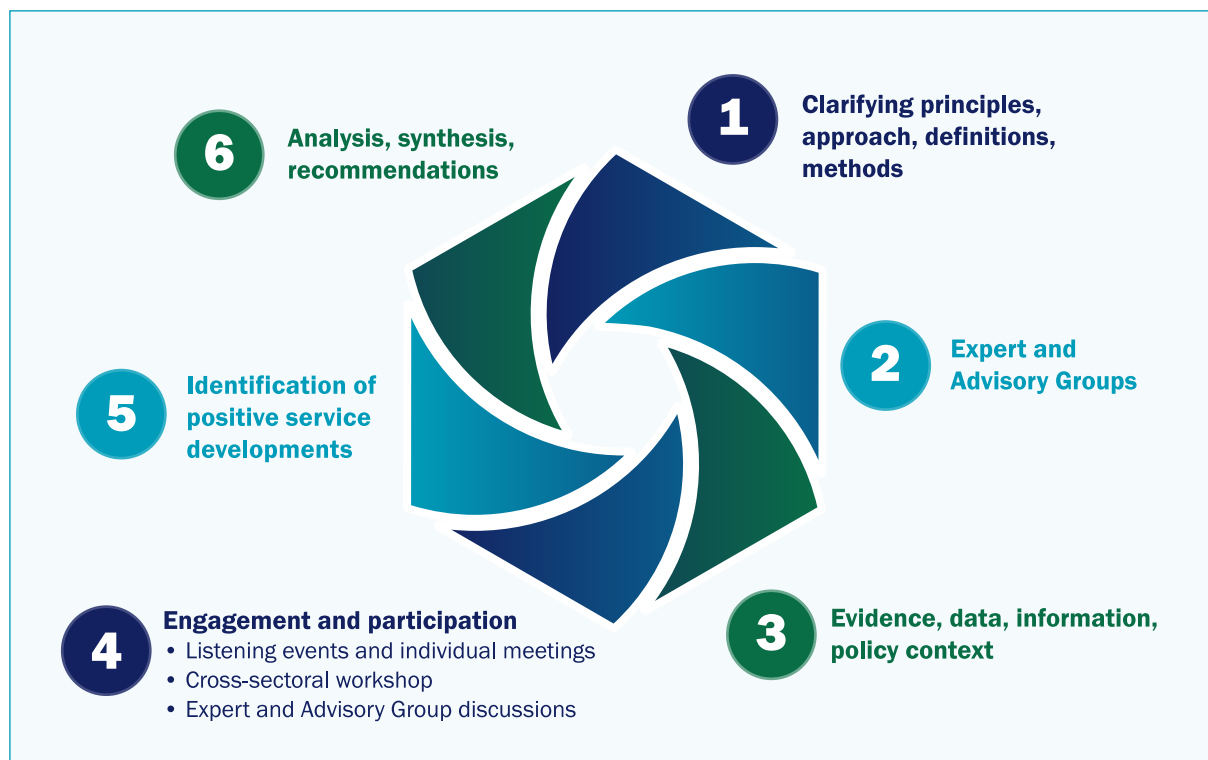 1
Clarifying principles,
approach, definitions,
methods
2
Expert and
Advisory Groups
3
Evidence, data, information,
policy context
4
Engagement and participation
• Listening events and individual meetings
• Cross-sectoral workshop
• Expert and Advisory Group discussions
5
Identification of
positive service
developments
6
Analysis, synthesis,
recommendations